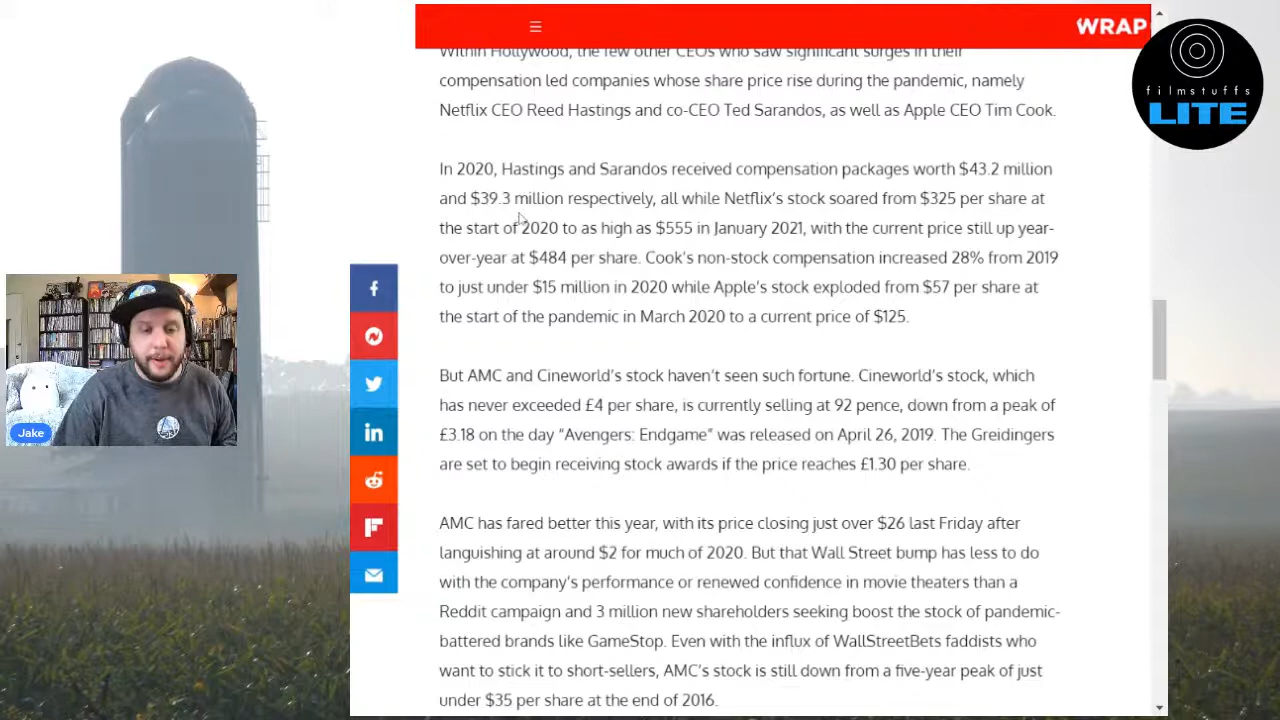 WRAP
filmstuffs
LITE
Within Hollywood, the few other CEOs who saw significant surges in their
compensation led companies whose share price rise during the pandemic, namely
Netflix CEO Reed Hastings and co-CEO Ted Sarandos, as well as Apple CEO Tim Cook.
In 2020, Hastings and Sarandos received compensation packages worth $43.2 million
and $39.3 million respectively, all while Netflix's stock soared from $325 per share at
the start of 2020 to as high as $555 in January 2021, with the current price still up year-
over-year at $484 per share. Cook's non-stock compensation increased 28% from 2019
to just under $15 million in 2020 while Apple's stock exploded from $57 per share at
the start of the pandemic in March 2020 to a current price of $125.
But AMC and Cineworld's stock haven't seen such fortune. Cineworld's stock, which
has never exceeded £4 per share, is currently selling at 92 pence, down from a peak of
£3.18 on the day “Avengers: Endgame” was released on April 26, 2019. The Greidingers
are set to begin receiving stock awards if the price reaches £1.30 per share.
AMC has fared better this year, with its price closing just over $26 last Friday after
languishing at around $2 for much of 2020. But that Wall Street bump has less to do
with the company's performance or renewed confidence in movie theaters than a
Reddit campaign and 3 million new shareholders seeking boost the stock of pandemic-
battered brands like GameStop. Even with the influx of WallStreetBets faddists who
want to stick it to short-sellers, AMC's stock is still down from a five-year peak of just
under $35 per share at the end of 2016.
Jake